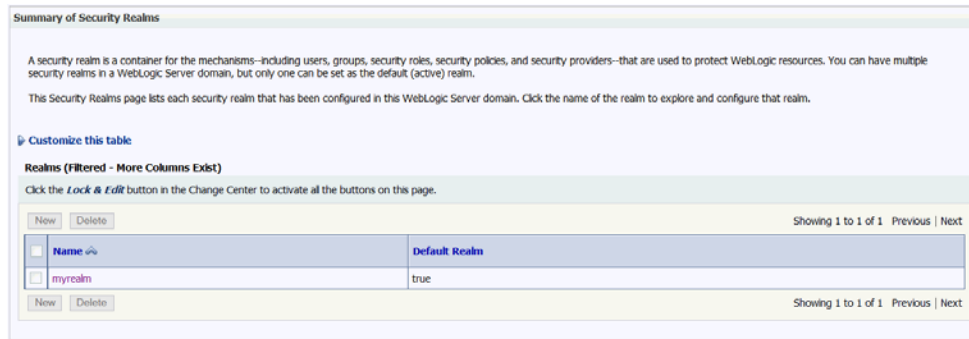 Summary of Security Realms
A security realm is a container for the mechanisms--including users, groups, security roles, security policies, and security providers--that are used to protect WebLogic resources. You can have multiple
security realms in a WebLogic Server domain, but only one can be set as the default (active) realm.
This Security Realms page lists each security realm that has been configured in this WebLogic Server domain. Click the name of the realm to explore and configure that realm.
Customize this table
Realms (Filtered - More Columns Exist)
Click the Lock & Edit button in the Change Center to activate all the buttons on this page.
New Delete Showing 1 to 1 of 1 Previous | Next
Name Default Realm
myrealm true
New Delete Showing 1 to 1 of 1 Previous | Next